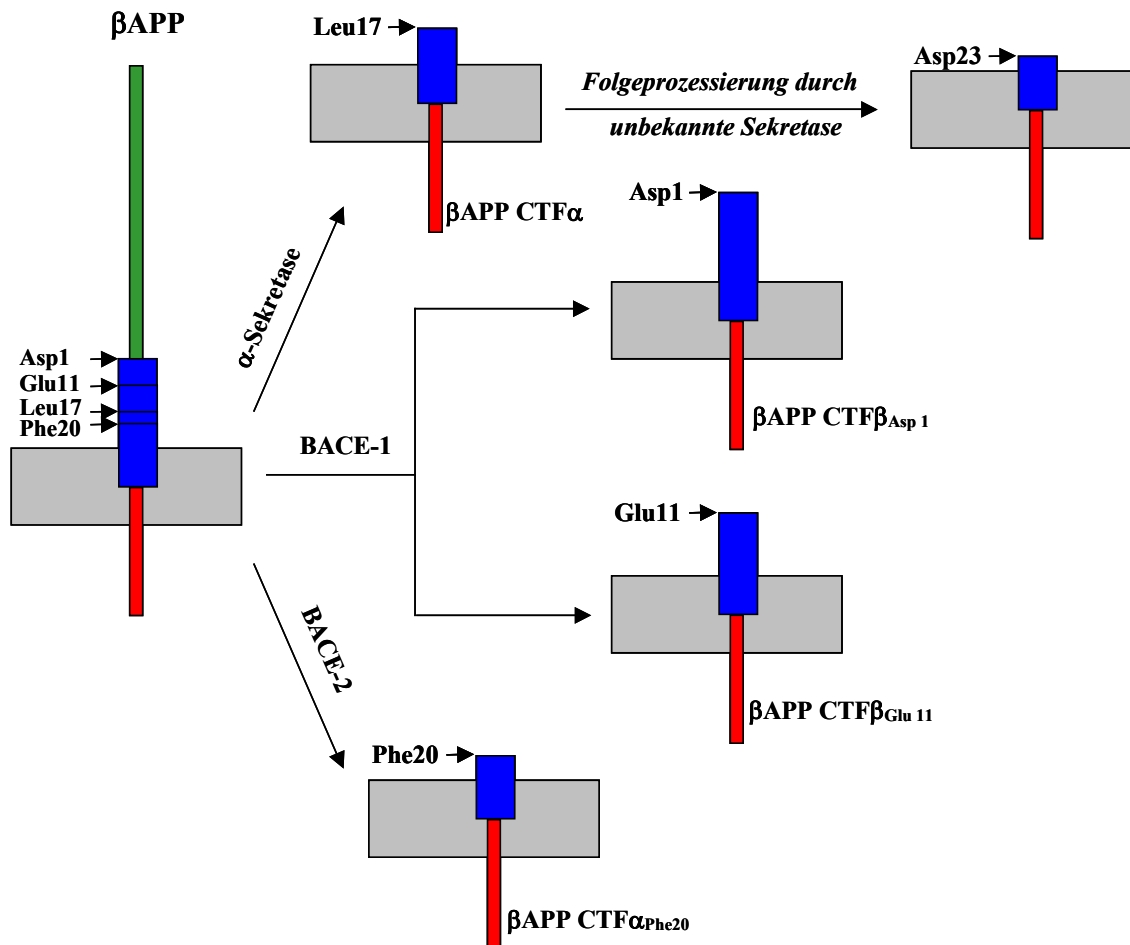 βAPP
Leu17
Asp23
Folgeprozessierung durch
unbekannte Sekretase
Asp1
βAPP CTFα
α-Sekretase
Asp1
Glu11
Leu17
Phe20
βAPP CTFβAsp 1
BACE-1
Glu11
BACE-2
βAPP CTFβGlu 11
Phe20
βAPP CTFαPhe20